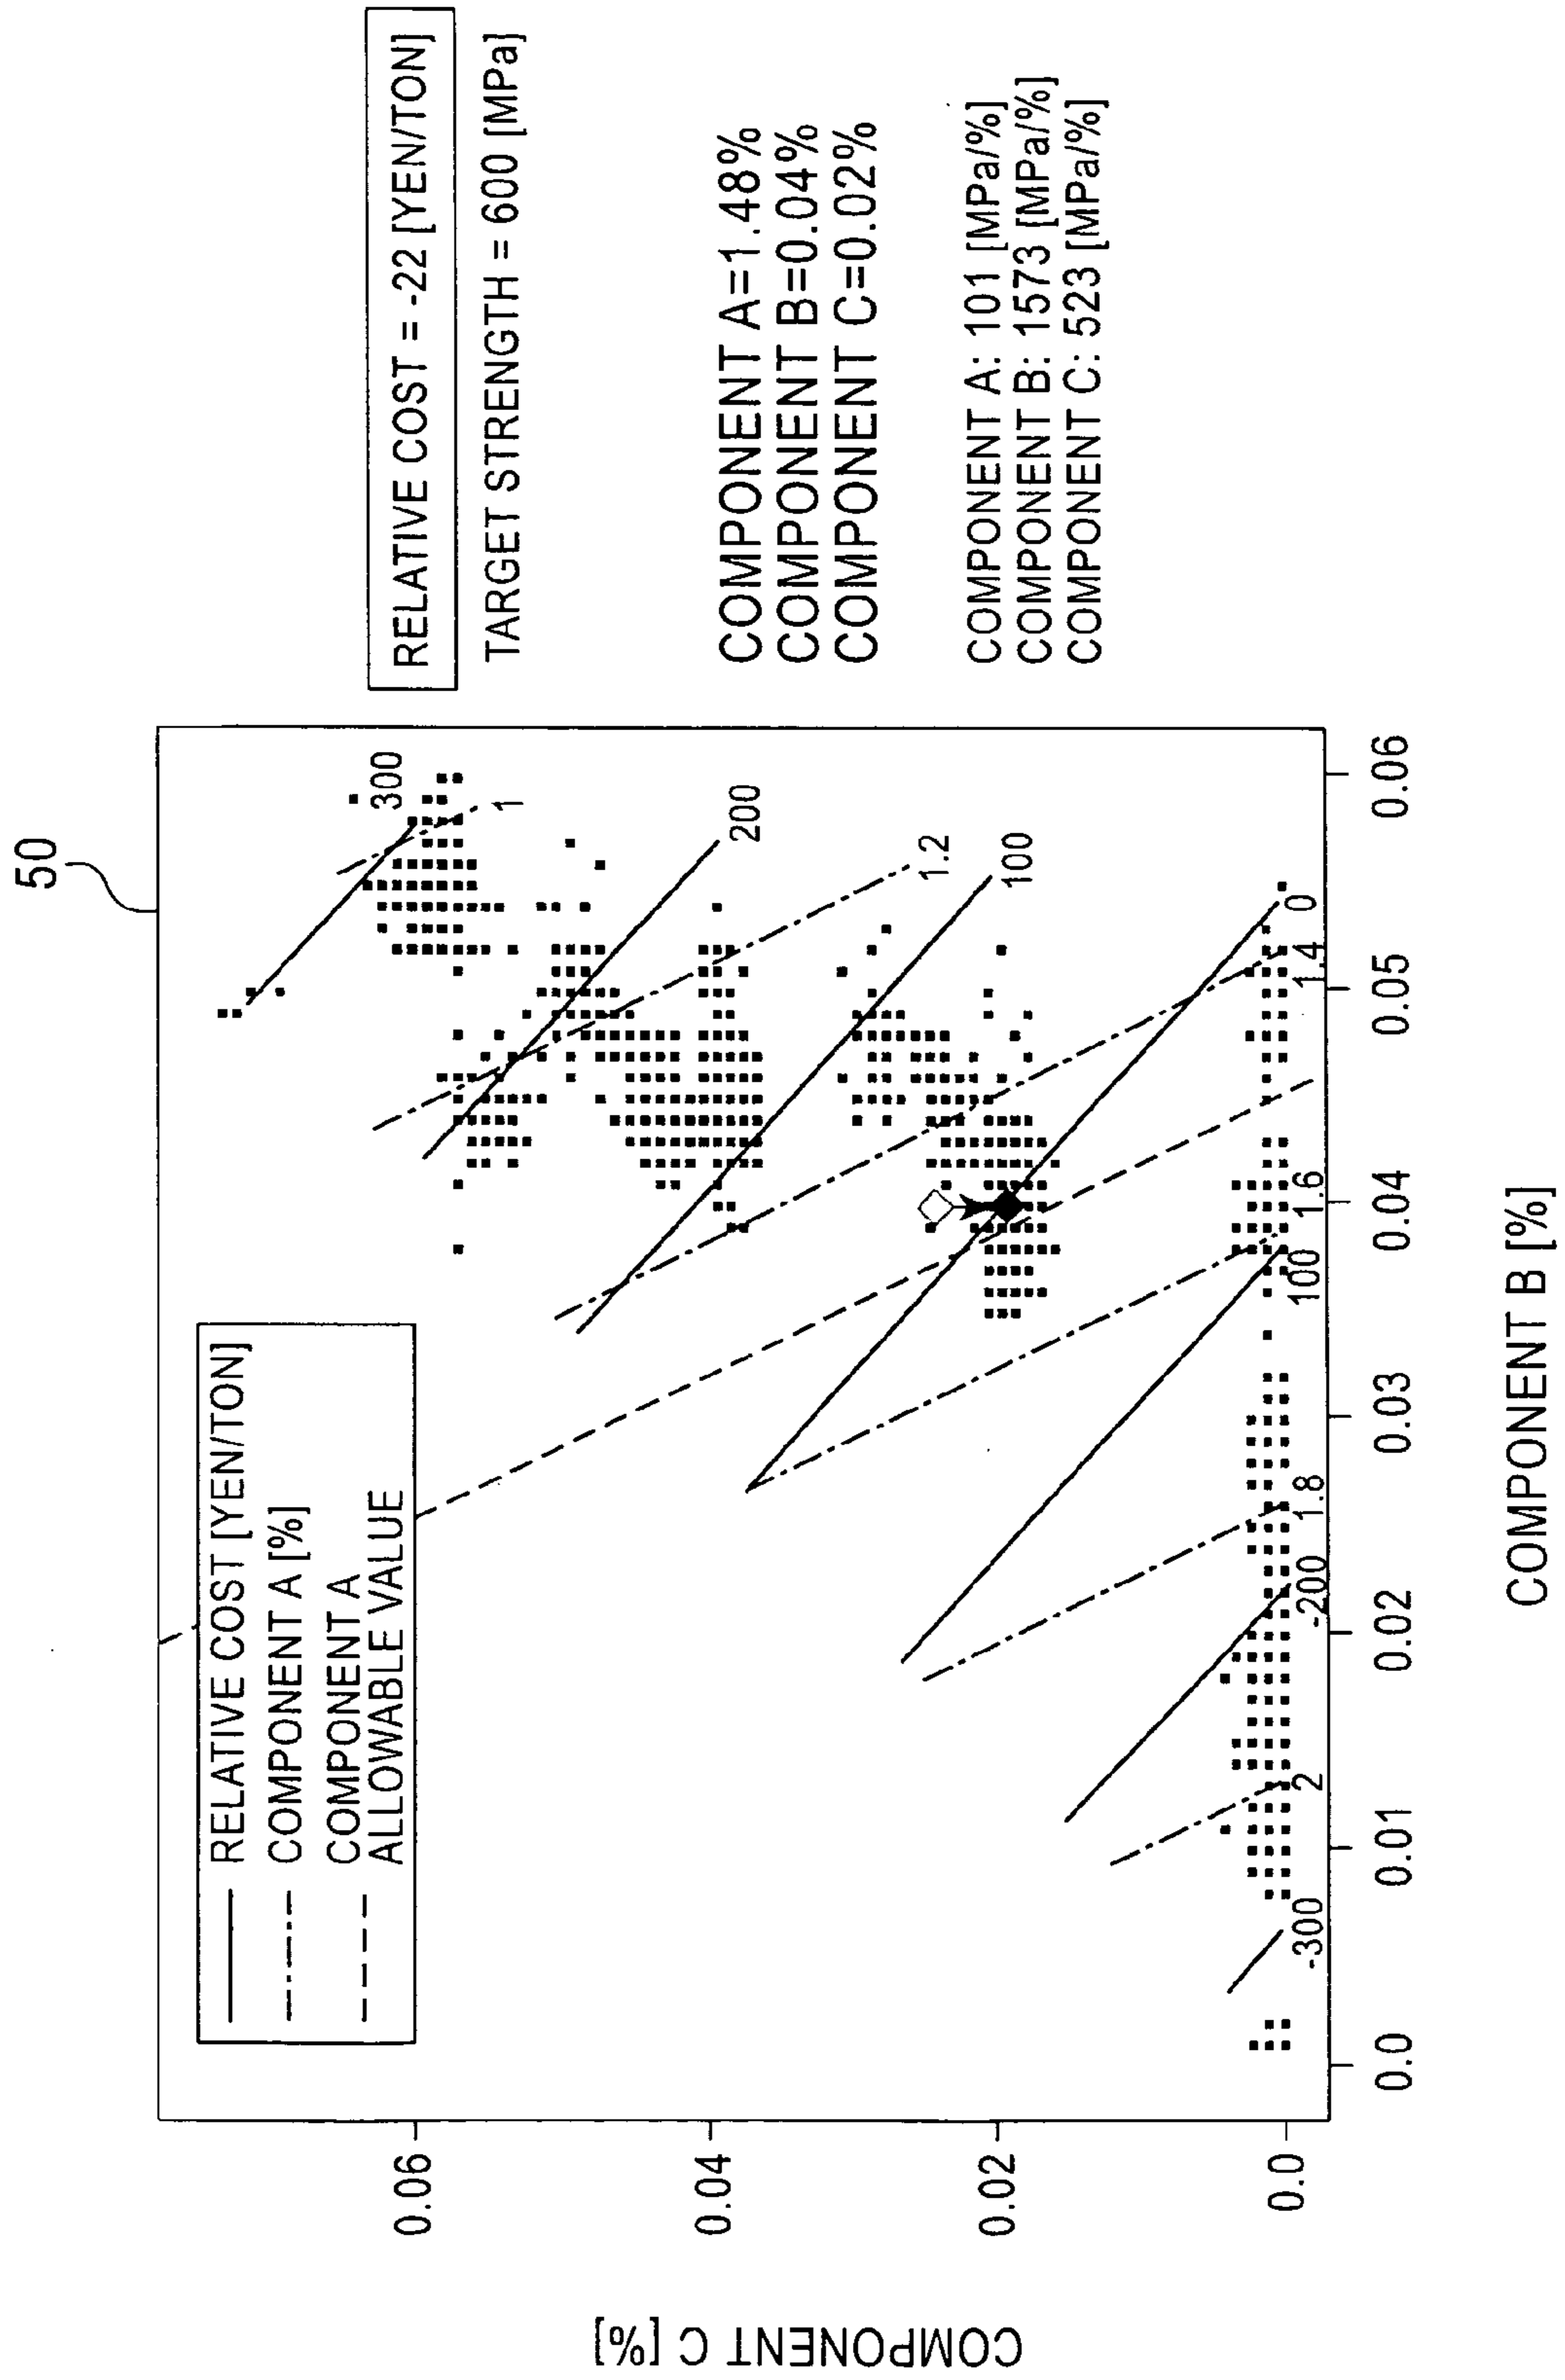 50
RELATIVE COST [YEN/TON]
COMPONENT A [%]
COMPONENT A
ALLOWABLE VALUE
RELATIVE COST = -22 [YEN/TON]
TARGET STRENGTH = 600 [MPa]
COMPONENT A=1.48%
COMPONENT B=0.04%
COMPONENT C=0.02%
COMPONENT A: 101 [MPa/%]
COMPONENT B: 1573 [MPa/%]
COMPONENT C: 523 [MPa/%]
300
1
200
1.2
100
0
1.4
1.6
100
1.8
-200
2
-300
COMPONENT C [%]
0.06
0.04
0.02
0.0
0.0
0.01
0.02
0.03
0.04
0.05
0.06
COMPONENT B [%]